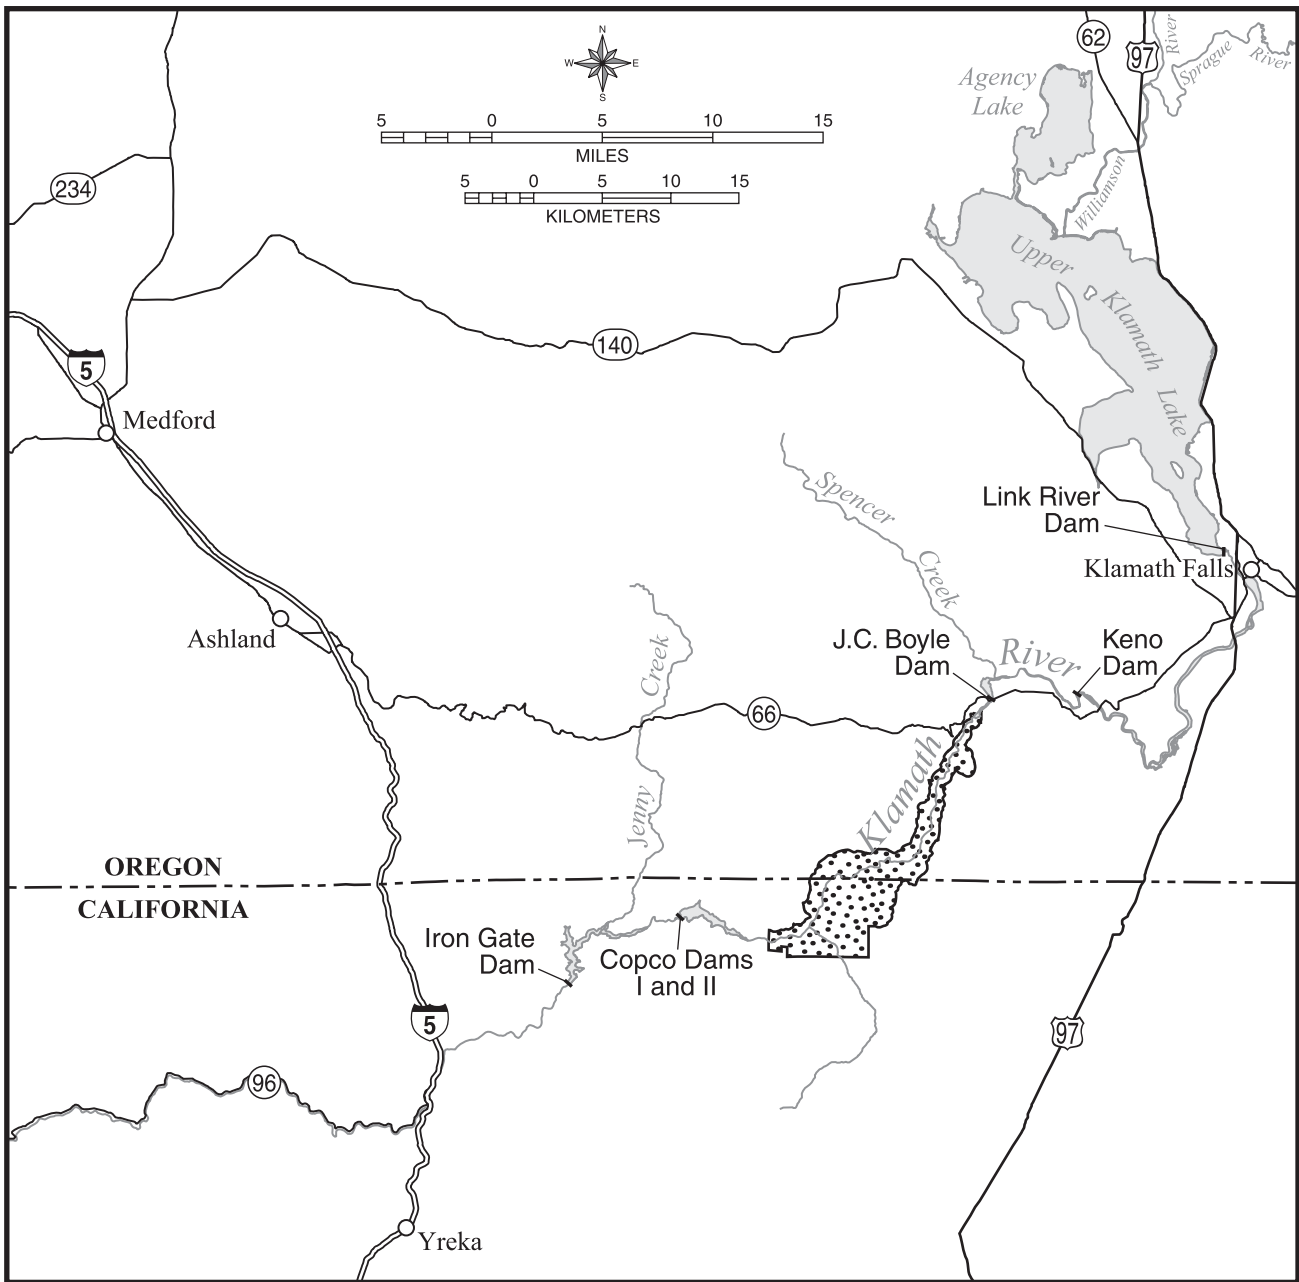 N
W E
S
5 0 5 10 15
MILES
5 0 5 10 15
KILOMETERS
62
97
River
Sprague
River
Agency
Lake
234
Williamson
Upper
Klamath
Lake
140
5
Medford
Spencer
Creek
Link River
Dam
Klamath Falls
Ashland
Creek
Jenny
J.C. Boyle
Dam
River
Keno
Dam
66
Klamath
OREGON
CALIFORNIA
Iron Gate
Dam
Copco Dams
I and II
5
97
96
Yreka